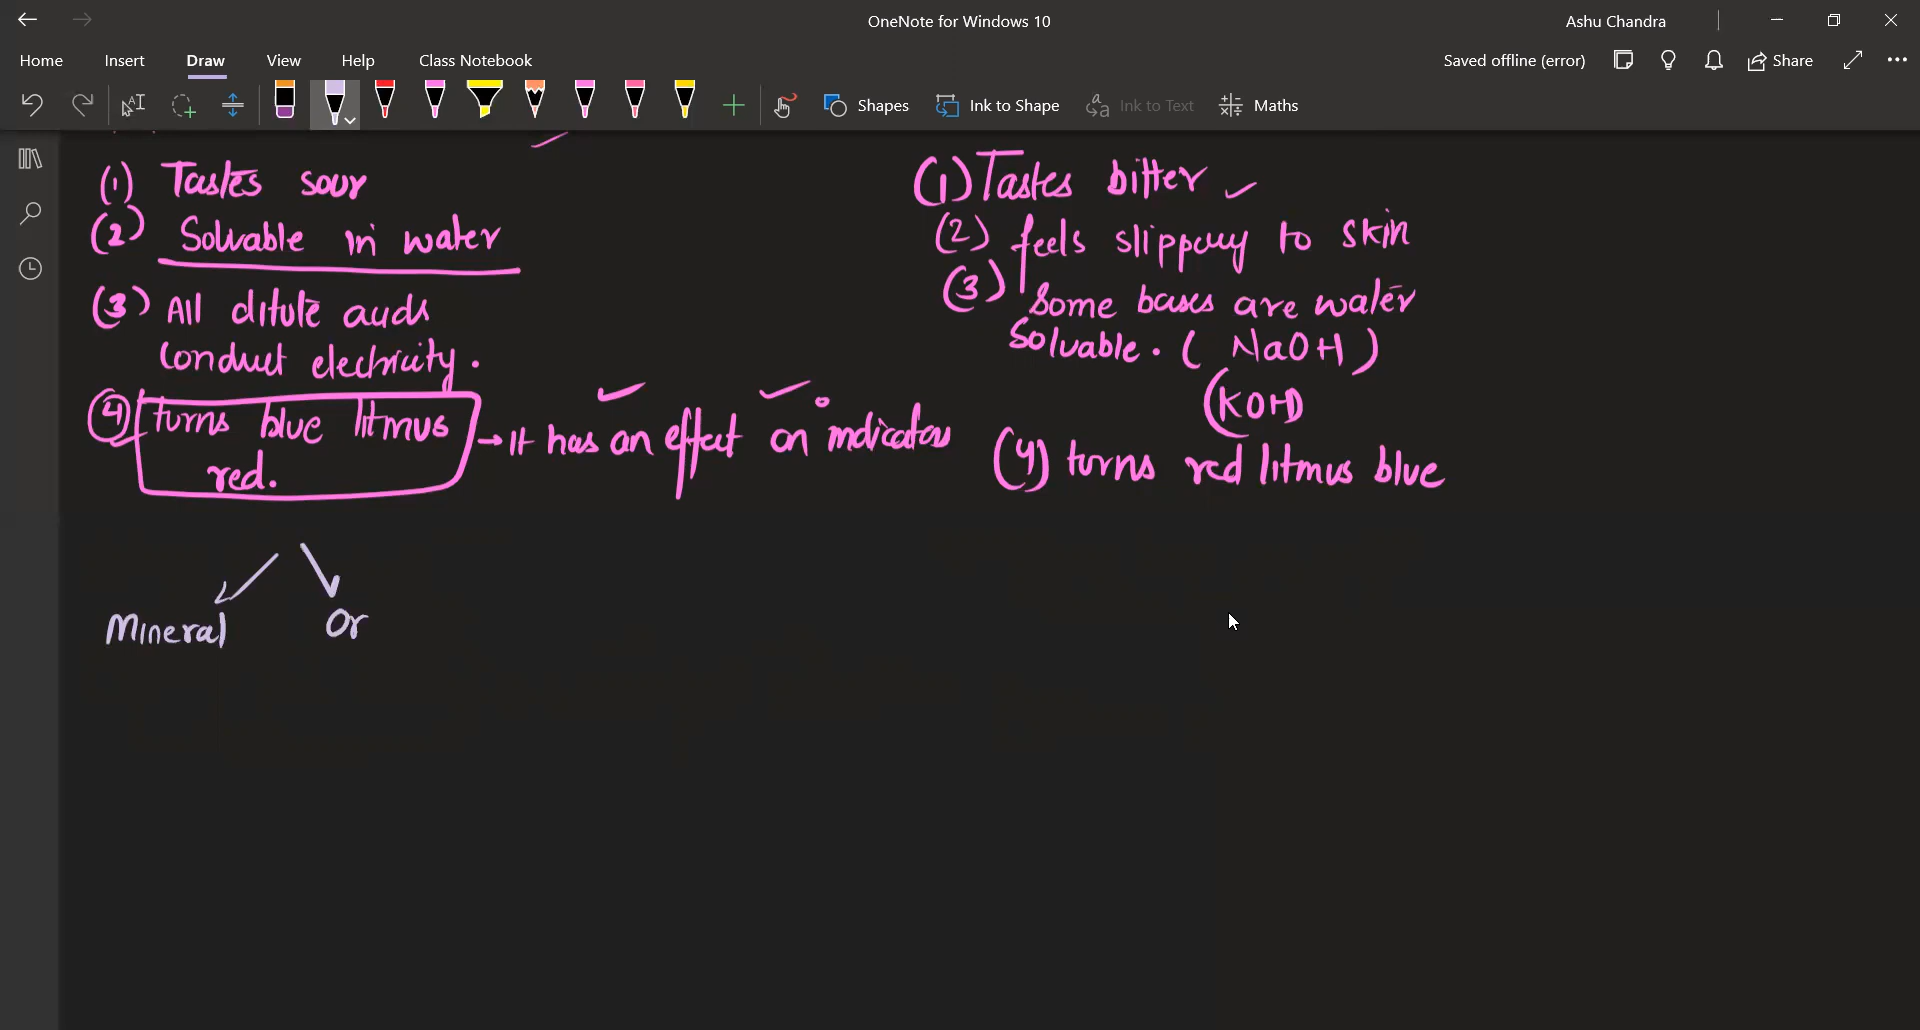 OneNote for Windows 10
Ashu Chandra
Home Insert Draw View Help Class Notebook
Saved offline (error) Share
Shapes Ink to Shape Ink to Text Maths
(1) Tastes sour
(2) Solvable in water
(3) All ditute acids
conduct electricity.
(4) turns blue litmus
red.
→ It has an effect on indicators
(1) Tastes bitter ✓
(2) feels slippery to skin
(3) Some bases are water
Soluable. ( NaOH )
(KOH)
(4) turns red litmus blue
Mineral Or